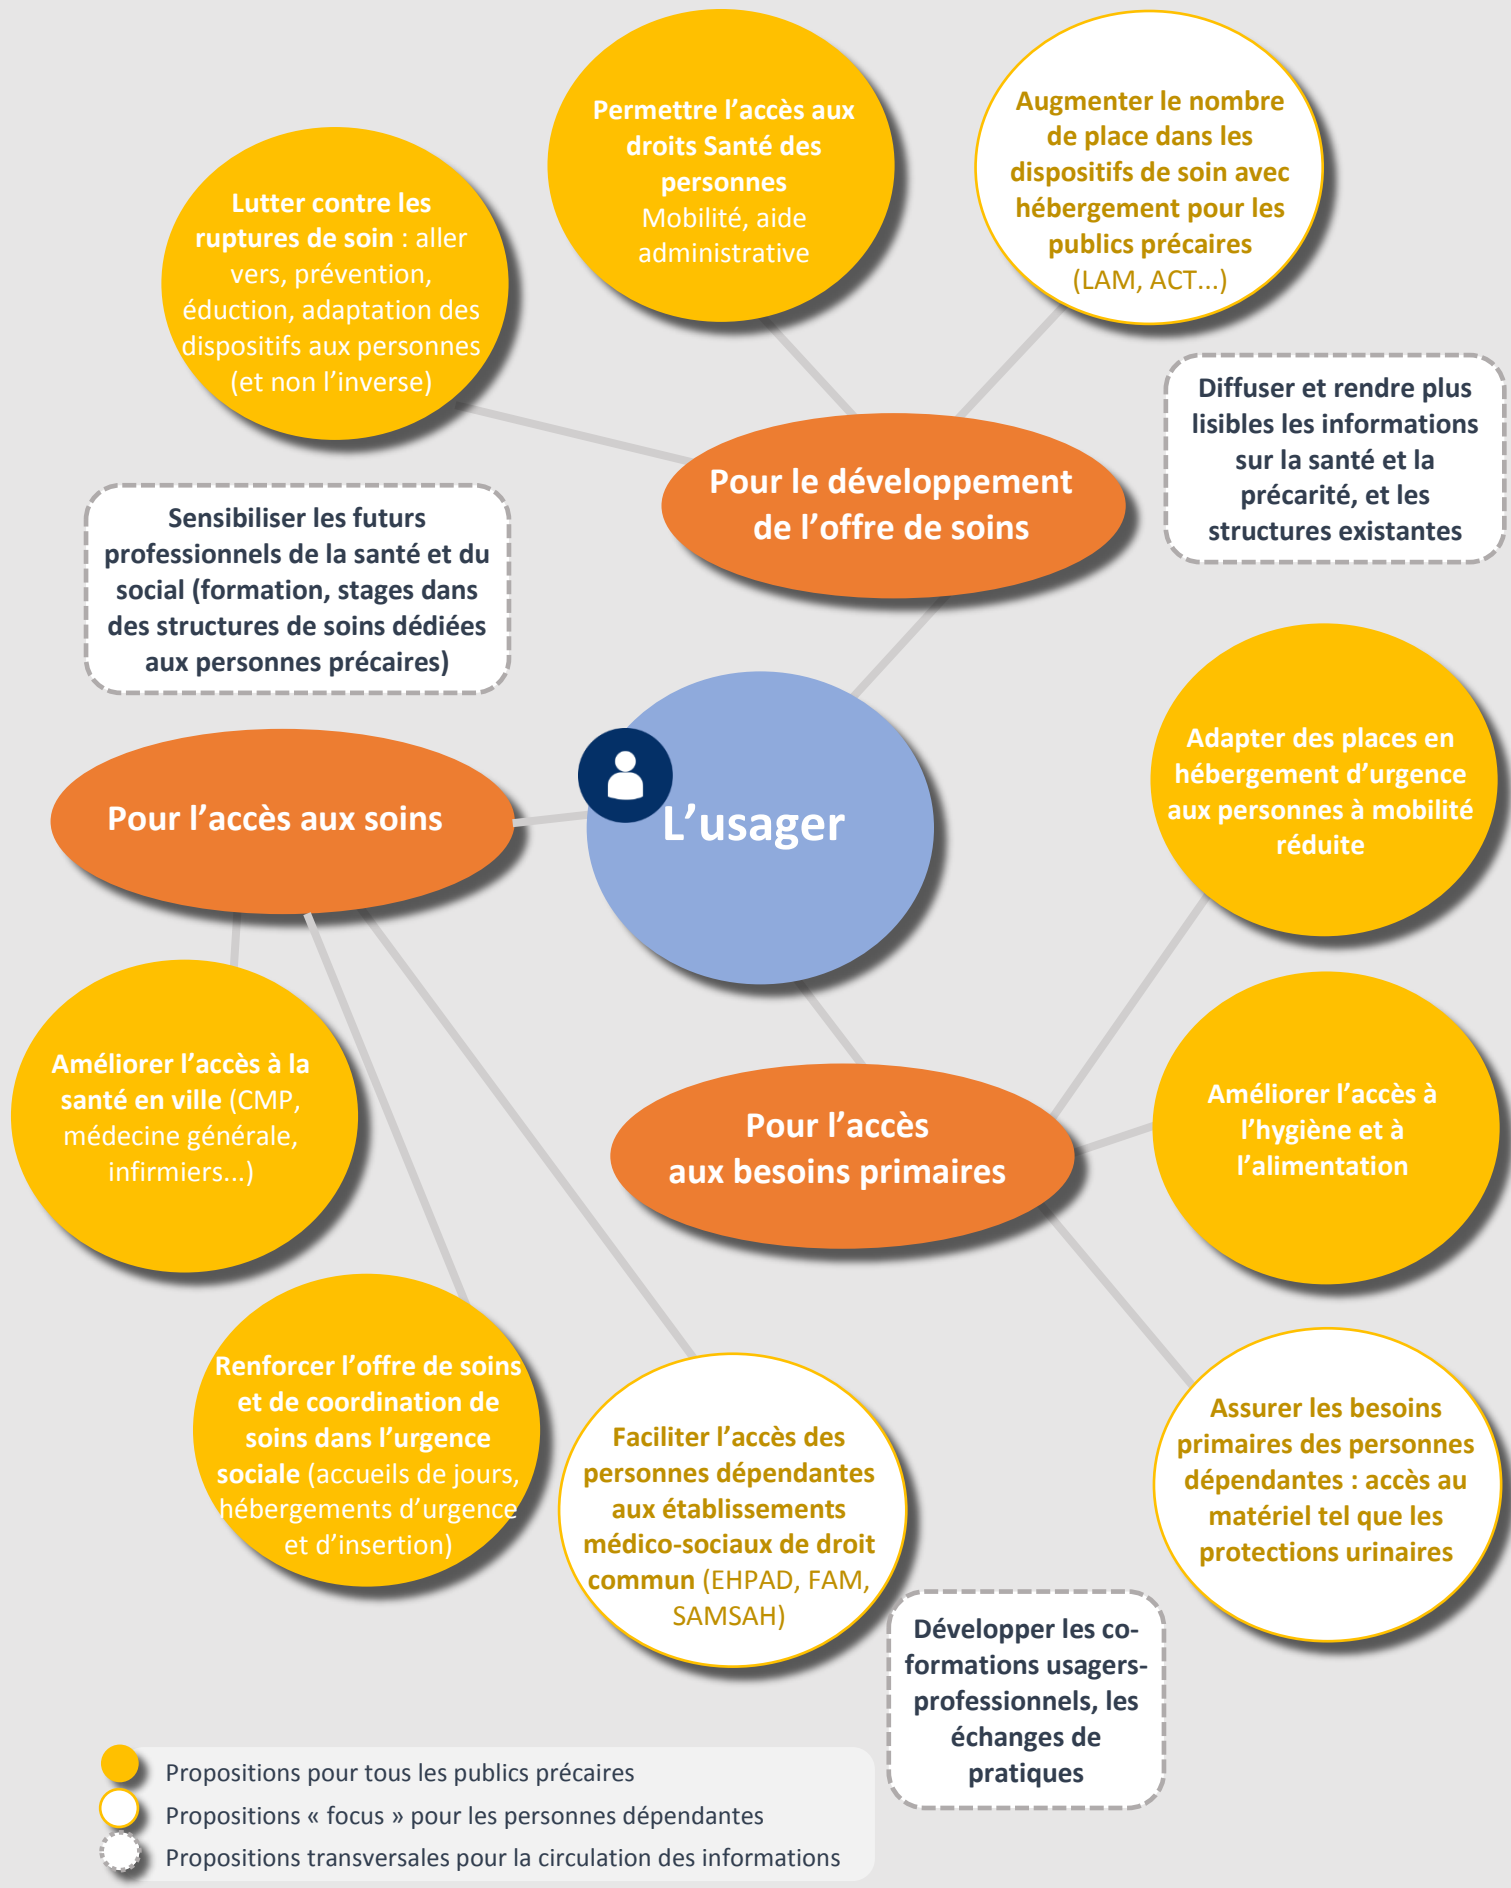 Permettre l'accès aux
droits Santé des
personnes
Mobilité, aide
administrative
Augmenter le nombre
de place dans les
dispositifs de soin avec
hébergement pour les
publics précaires
(LAM, ACT...)
Lutter contre les
ruptures de soin : aller
vers, prévention,
éduction, adaptation des
dispositifs aux personnes
(et non l'inverse)
Diffuser et rendre plus
lisibles les informations
sur la santé et la
précarité, et les
structures existantes
Pour le développement
de l'offre de soins
Sensibiliser les futurs
professionnels de la santé et du
social (formation, stages dans
des structures de soins dédiées
aux personnes précaires)
Pour l'accès aux soins
L'usager
Adapter des places en
hébergement d'urgence
aux personnes à mobilité
réduite
Améliorer l'accès à la
santé en ville (CMP,
médecine générale,
infirmiers...)
Pour l'accès
aux besoins primaires
Améliorer l'accès à
l'hygiène et à
l'alimentation
Renforcer l'offre de soins
et de coordination de
soins dans l'urgence
sociale (accueils de jours,
hébergements d'urgence
et d'insertion)
Faciliter l'accès des
personnes dépendantes
aux établissements
médico-sociaux de droit
commun (EHPAD, FAM,
SAMSAH)
Assurer les besoins
primaires des personnes
dépendantes : accès au
matériel tel que les
protections urinaires
Développer les co-
formations usagers-
professionnels, les
échanges de
pratiques
Propositions pour tous les publics précaires
Propositions « focus » pour les personnes dépendantes
Propositions transversales pour la circulation des informations